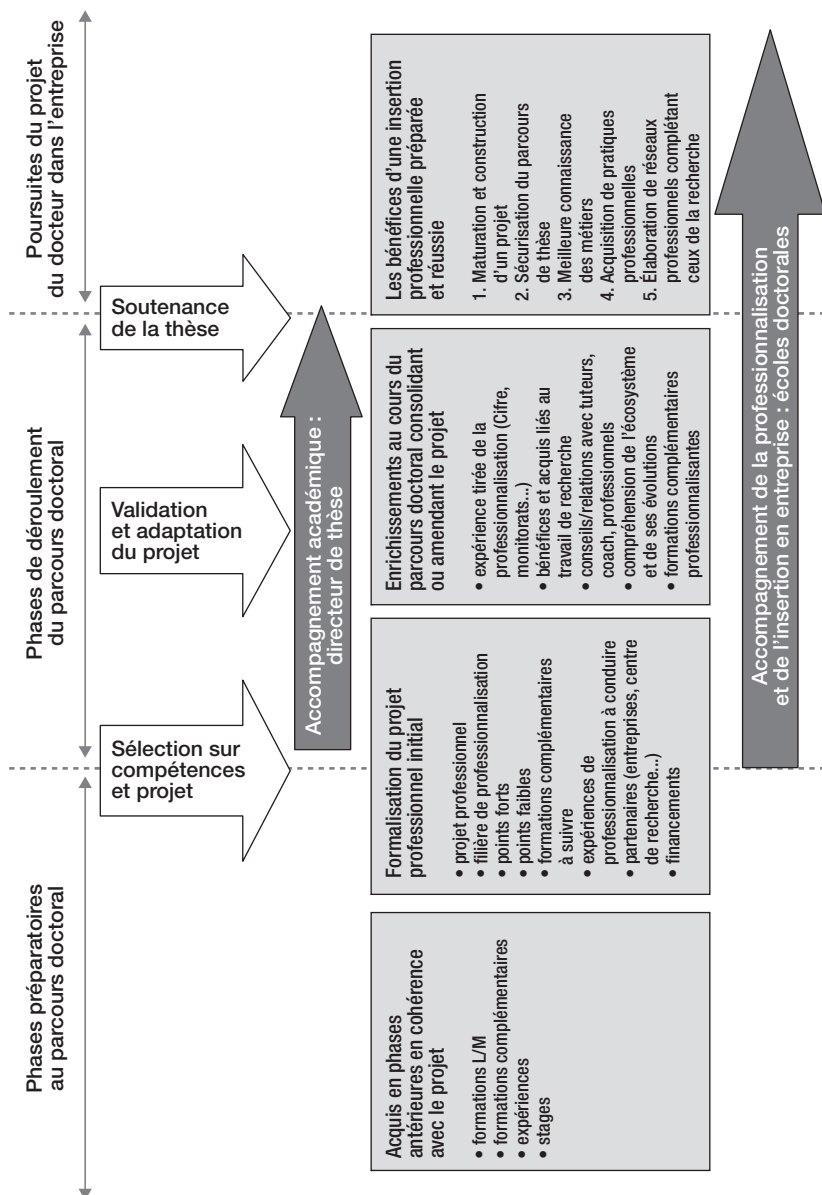 Phases préparatoires
au parcours doctoral
Phases de déroulement
du parcours doctoral
Poursuites du projet
du docteur dans l'entreprise
Sélection sur
compétences
et projet
Validation
et adaptation
du projet
Soutenance
de la thèse
Accompagnement académique :
directeur de thèse
Acquis en phases
antérieures en cohérence
avec le projet
• formations L/M
• formations complémentaires
• expériences
• stages
Formalisation du projet
professionnel initial
• projet professionnel
• filière de professionnalisation
• points forts
• points faibles
• formations complémentaires
à suivre
• expériences de
professionnalisation à conduire
• partenaires (entreprises, centre
de recherche...)
• financements
Enrichissements au cours du
parcours doctoral consolidant
ou amendant le projet
• expérience tirée de la
professionnalisation (Cifre,
monitorats...)
• bénéfices et acquis liés au
travail de recherche
• conseils/relations avec tuteurs,
coach, professionnels
• compréhension de l'écosystème
et de ses évolutions
• formations complémentaires
professionnalisantes
Les bénéfices d'une insertion
professionnelle préparée
et réussie
1. Maturation et construction
d'un projet
2. Sécurisation du parcours
de thèse
3. Meilleure connaissance
des métiers
4. Acquisition de pratiques
professionnelles
5. Élaboration de réseaux
professionnels complétant
ceux de la recherche
Accompagnement de la professionnalisation
et de l'insertion en entreprise : écoles doctorales